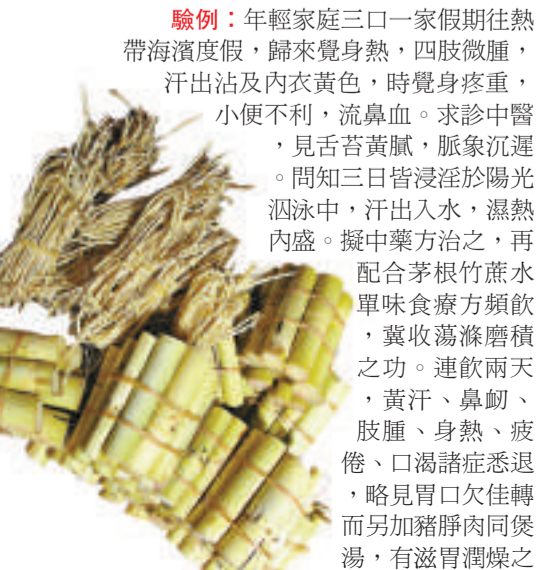 驗例：年輕家庭三口一家假期往熱
帶海濱度假，歸來覺身熱，四肢微腫，
汗出沾及內衣黃色，時覺身疼重，
小便不利，流鼻血。求診中醫
，見舌苔黃膩，脈象沉遲
。問知三日皆浸淫於陽光
泅泳中，汗出入水，濕熱
內盛。擬中藥方治之，再
配合茅根竹蔗水
單味食療方頻飲
，冀收蕩滌磨積
之功。連飲兩天
，黃汗、鼻衂、
肢腫、身熱、疲
倦、口渴諸症悉退
，略見胃口欠佳轉
而另加豬脹肉同煲
湯，有滋胃潤燥之